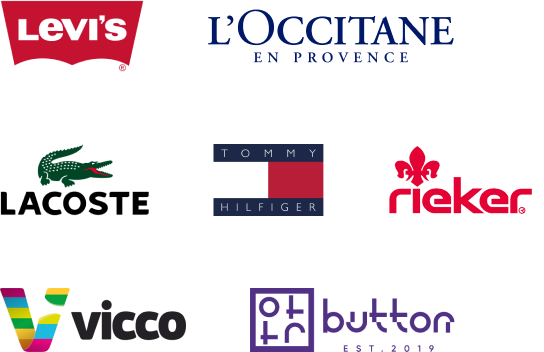 Levi's ®
L'OCCITANE
EN PROVENCE
LACOSTE
TOMMY
HILFIGER
rieker
vicco
button
EST.2019